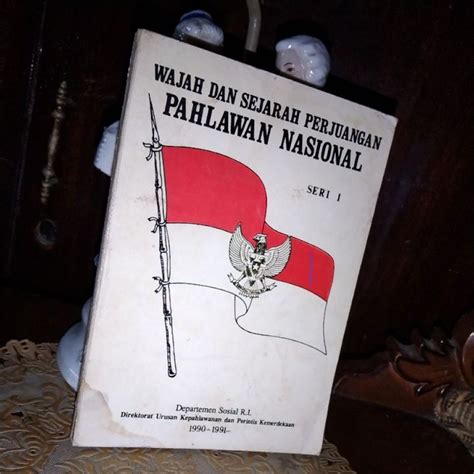 WAJAH DAN SEJARAH PERJUANGAN
PAHLAWAN NASIONAL
SERI I
Departemen Sosial R.I.
Direktorat Urusan Kepahlawanan dan Perintis Kemerdekaan
1990-1991-